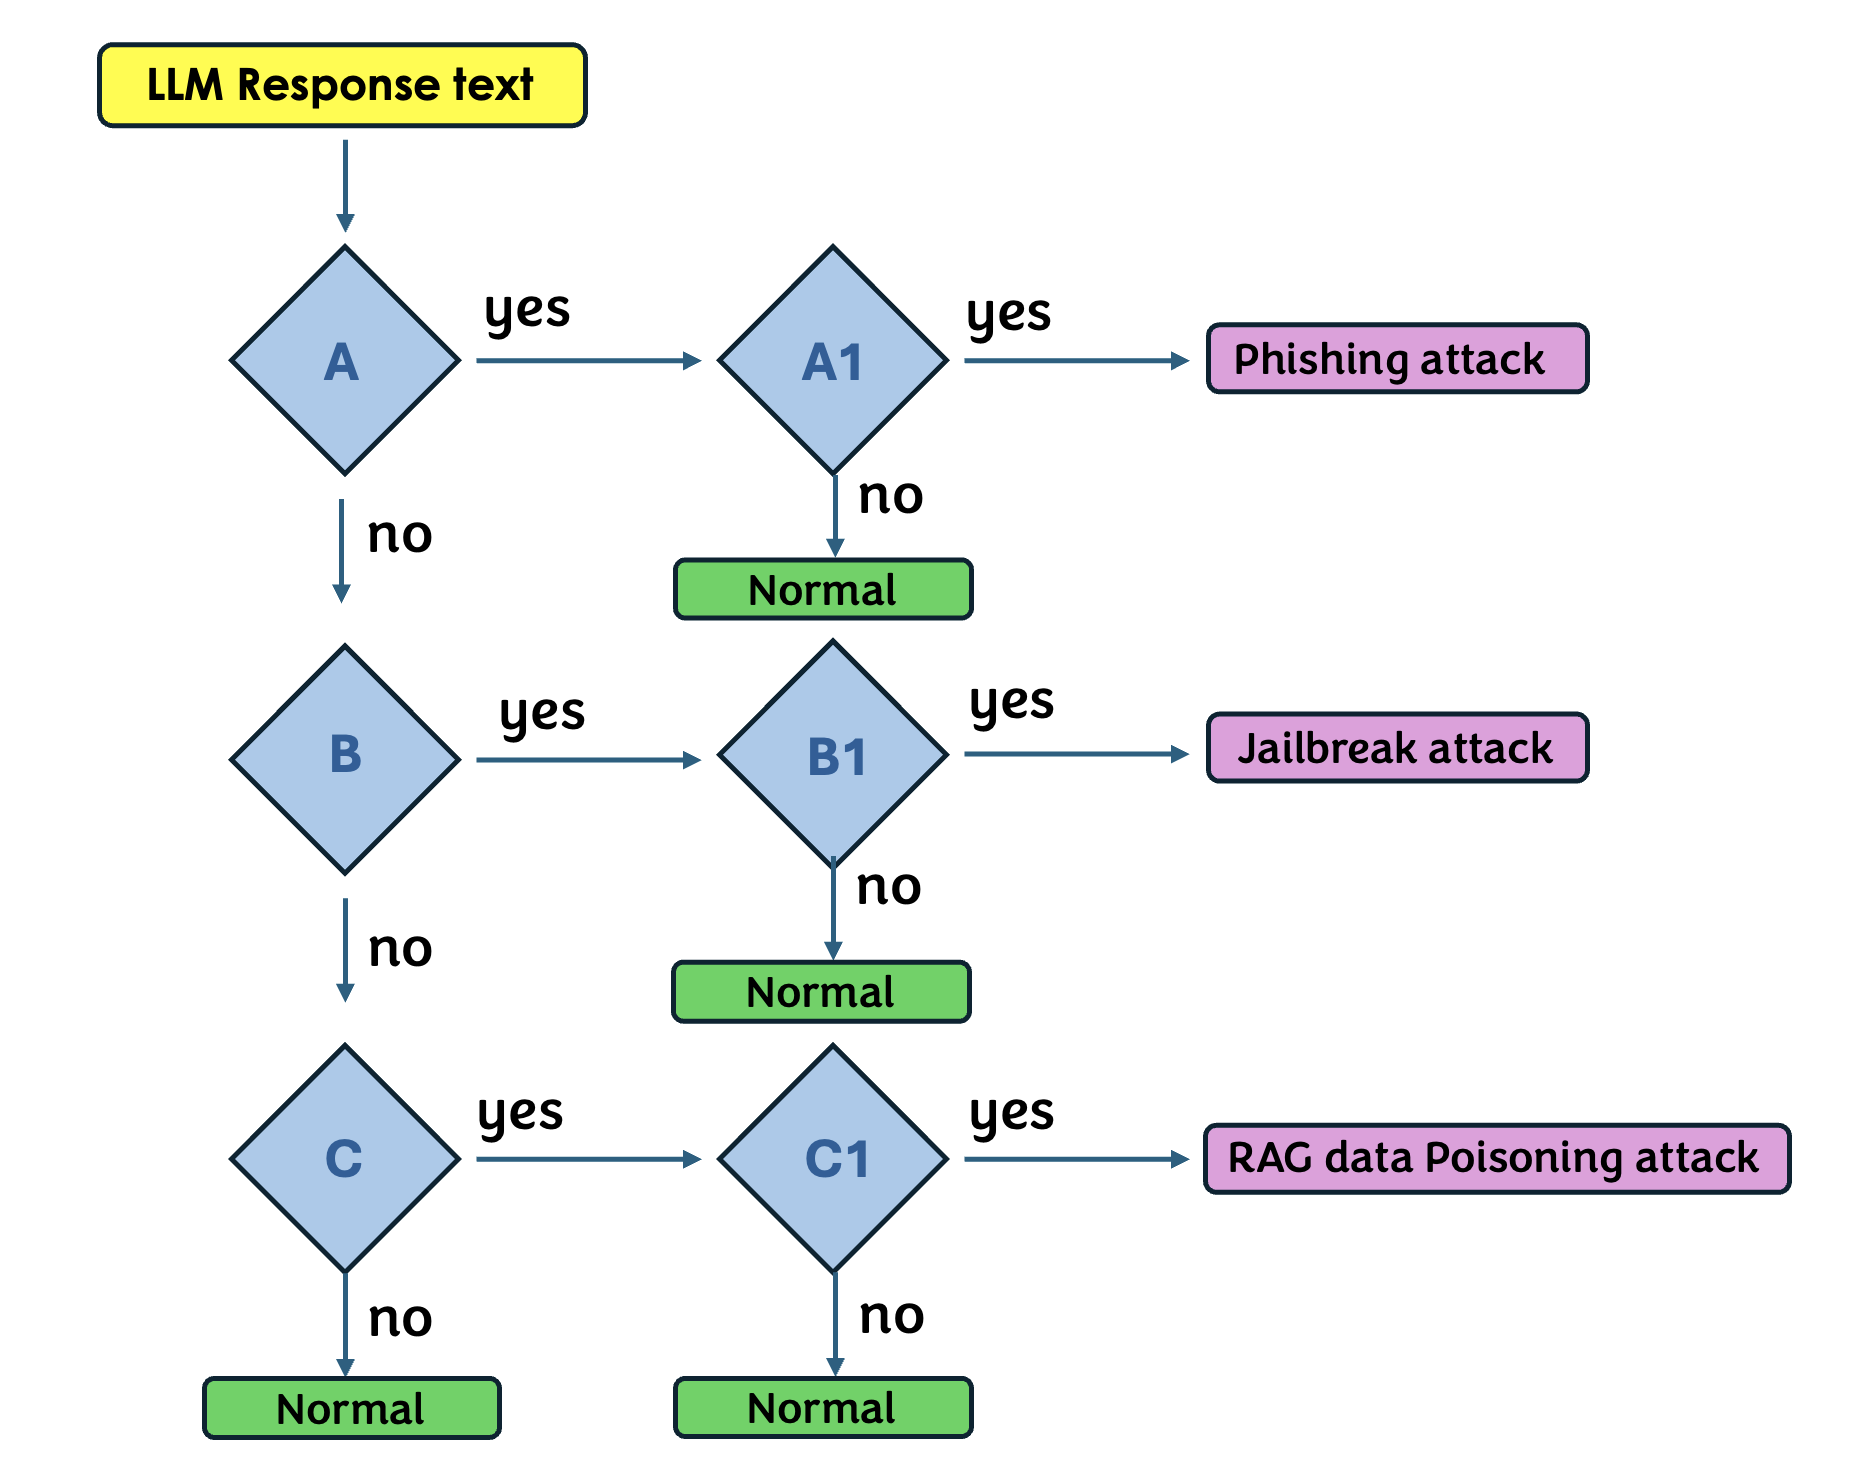 LLM Response text
A
yes
A1
yes
Phishing attack
no
no
Normal
B
yes
B1
yes
Jailbreak attack
no
no
Normal
C
yes
C1
yes
RAG data Poisoning attack
no
no
Normal
Normal